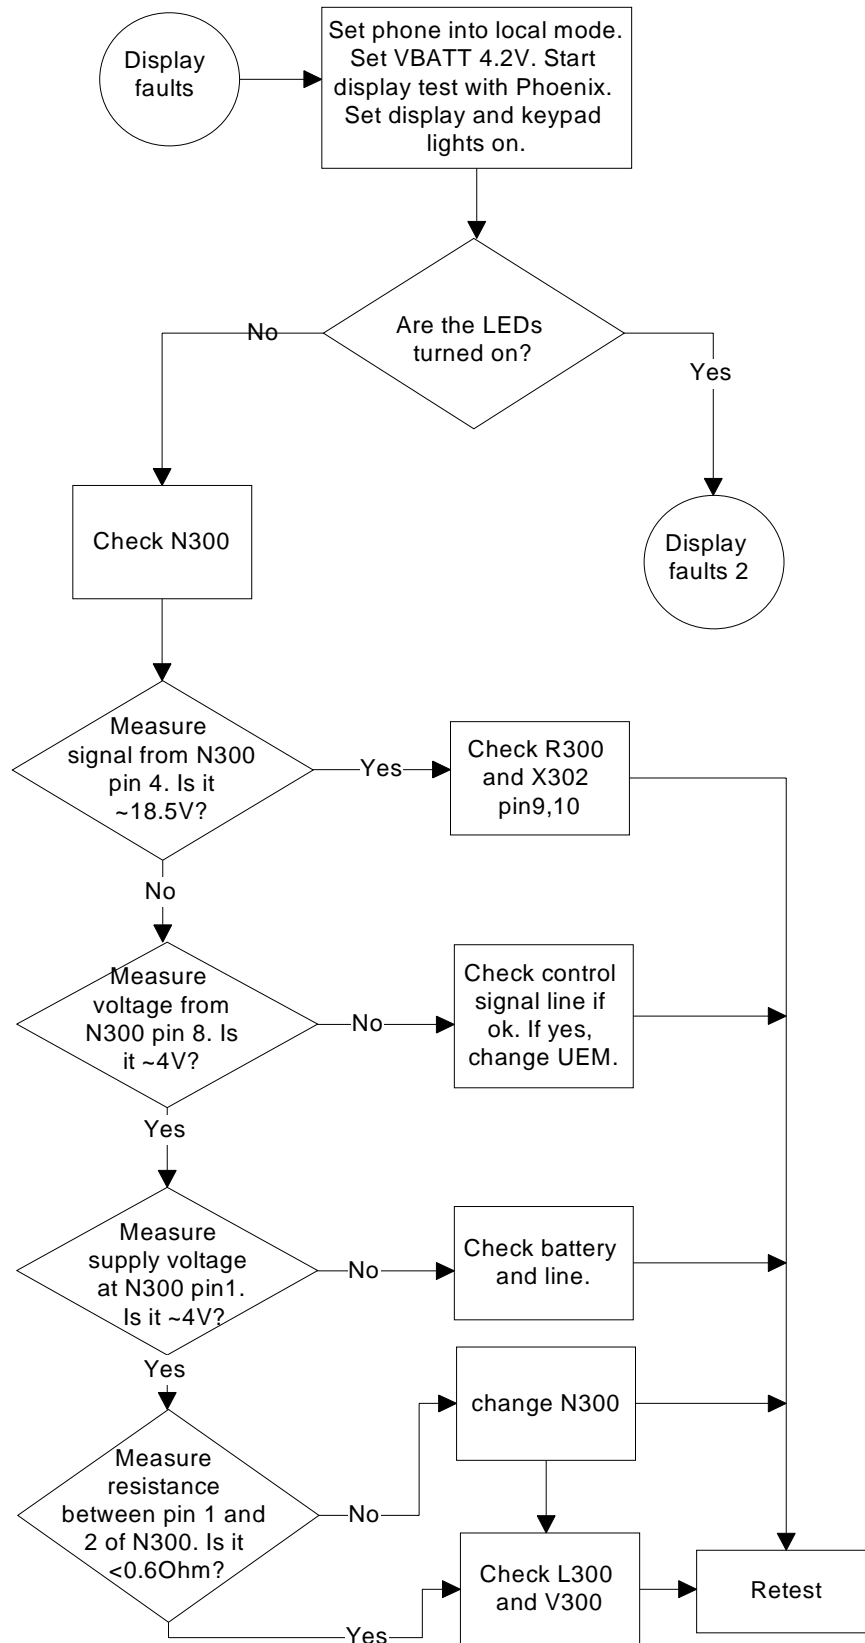 Display
faults
Set phone into local mode.
Set VBATT 4.2V. Start
display test with Phoenix.
Set display and keypad
lights on.
Are the LEDs
turned on?
No
Yes
Check N300
Display
faults 2
Measure
signal from N300
pin 4. Is it
~18.5V?
Yes
Check R300
and X302
pin9,10
No
Measure
voltage from
N300 pin 8. Is
it ~4V?
No
Check control
signal line if
ok. If yes,
change UEM.
Yes
Measure
supply voltage
at N300 pin1.
Is it ~4V?
No
Check battery
and line.
Yes
Measure
resistance
between pin 1 and
2 of N300. Is it
<0.6Ohm?
No
change N300
Yes
Check L300
and V300
Retest